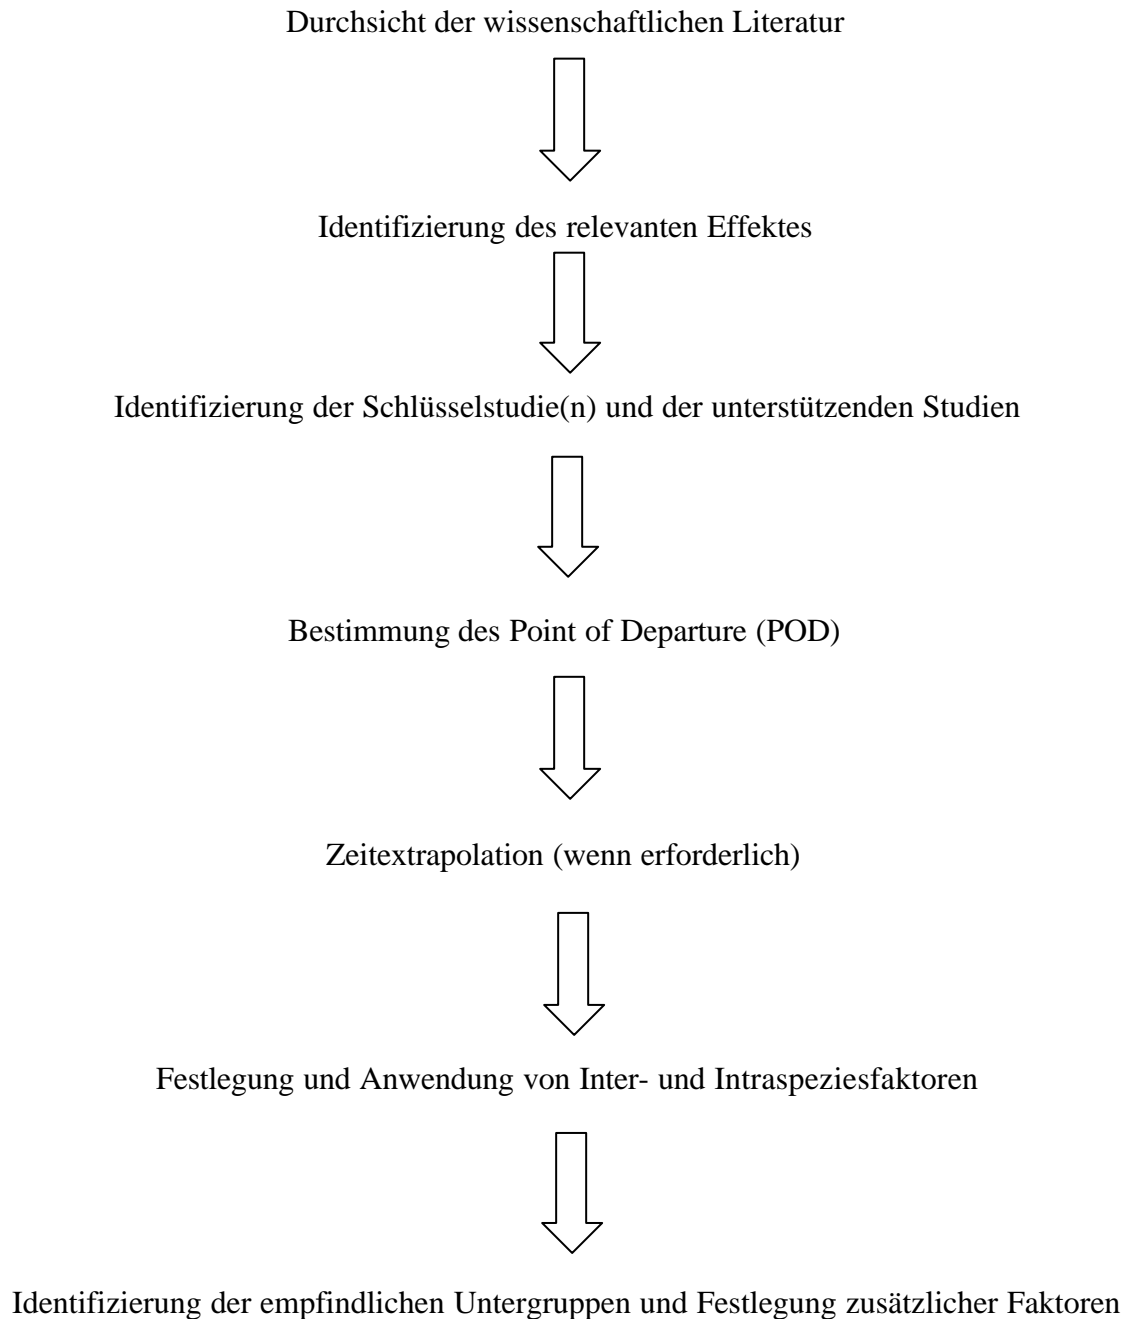 Durchsicht der wissenschaftlichen Literatur
Identifizierung des relevanten Effektes
Identifizierung der Schlüsselstudie(n) und der unterstützenden Studien
Bestimmung des Point of Departure (POD)
Zeitextrapolation (wenn erforderlich)
Festlegung und Anwendung von Inter- und Intraspeziesfaktoren
Identifizierung der empfindlichen Untergruppen und Festlegung zusätzlicher Faktoren